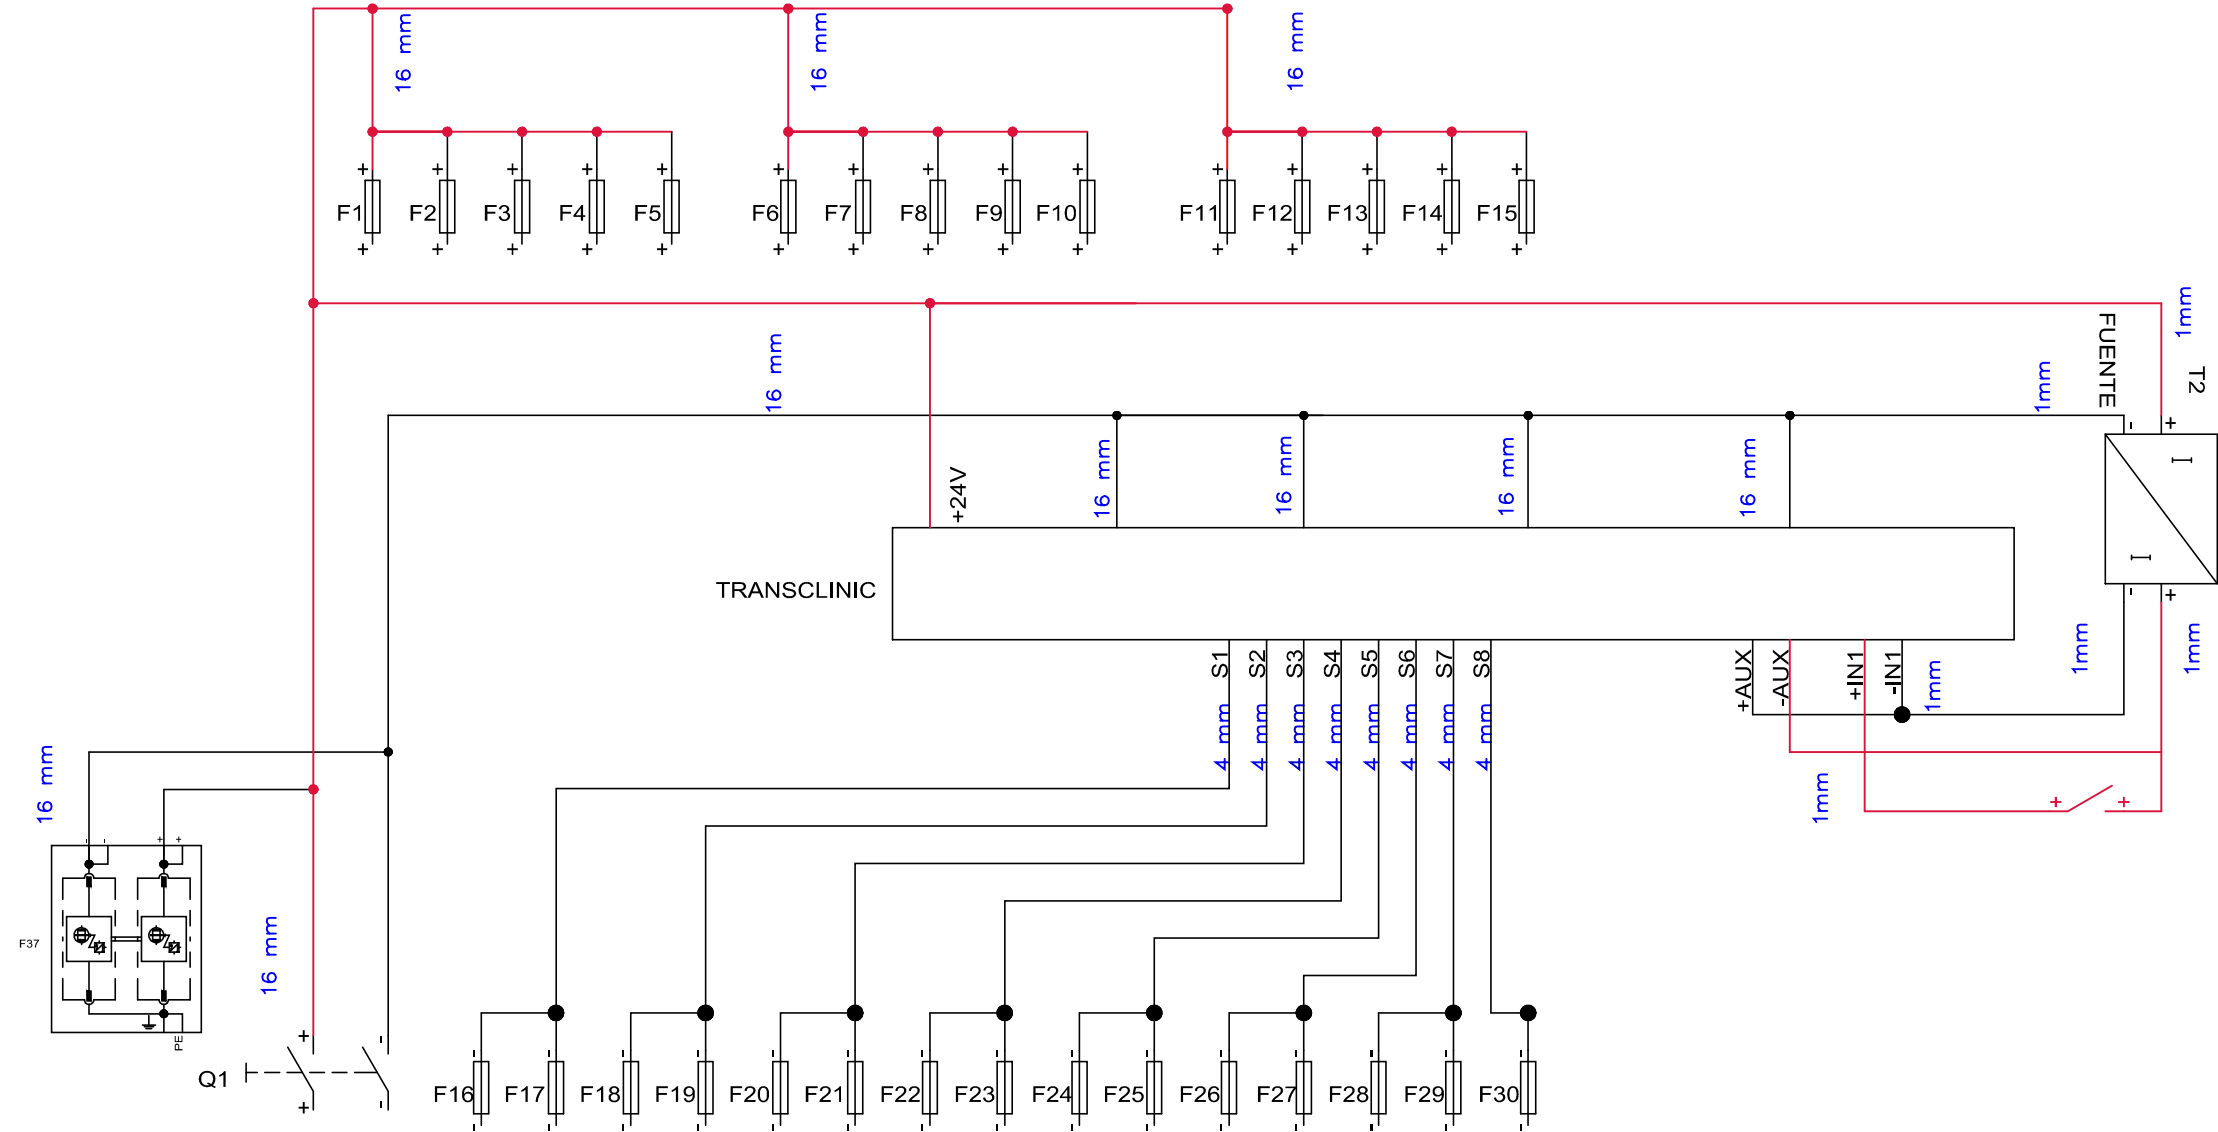 16 mm
16 mm
16 mm
+ + + + + + + + + + + + + + +
F1 F2 F3 F4 F5 F6 F7 F8 F9 F10 F11 F12 F13 F14 F15
+ + + + + + + + + + + + + + +
1mm
FUENTE
T2
16 mm
1mm
- +
+24V
16 mm
16 mm
16 mm
16 mm
TRANSCLINIC
- +
S1 S2 S3 S4 S5 S6 S7 S8
+AUX -AUX +IN1 -IN1
1mm
1mm
1mm
4 mm 4 mm 4 mm 4 mm 4 mm 4 mm 4 mm 4 mm
1mm
+ +
16 mm
- - + +
F37
16 mm
PE
+ -
Q1
+ -
- - - - - - - - - - - - - - -
F16 F17 F18 F19 F20 F21 F22 F23 F24 F25 F26 F27 F28 F29 F30
- - - - - - - - - - - - - - -